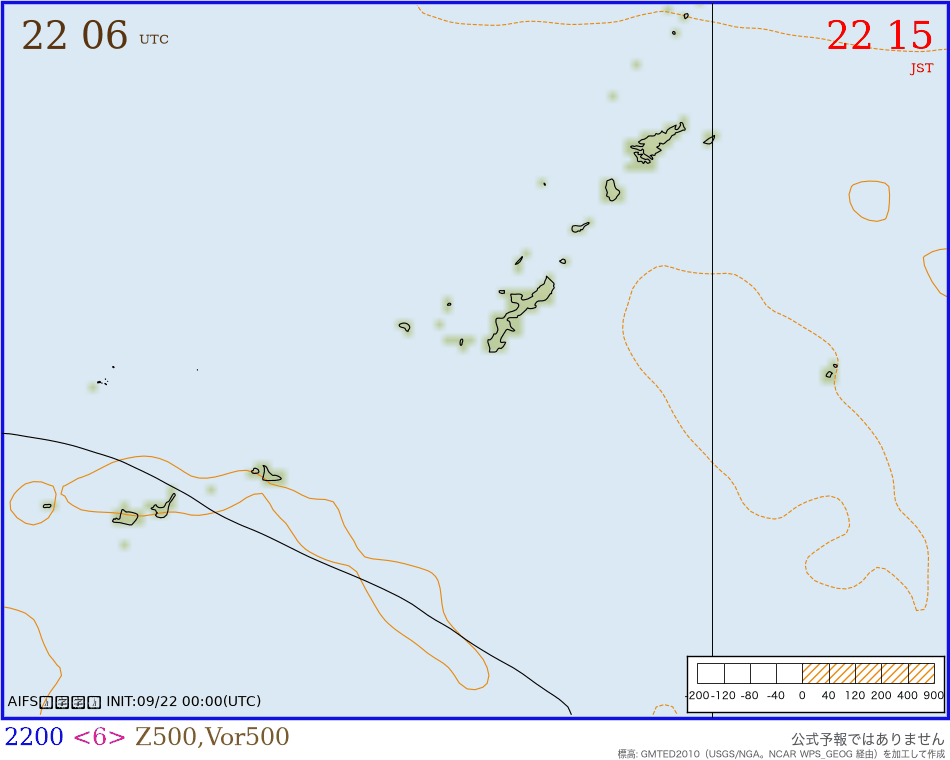 22 06 UTC
22 15
JST
-200 -120 -80 -40 0 40 120 200 400 900
AIFS INIT:09/22 00:00(UTC)
2200 <6> Z500,Vor500
公式予報ではありません
標高: GMTED2010（USGS/NGA。NCAR WPS_GEOG 経由）を加工して作成